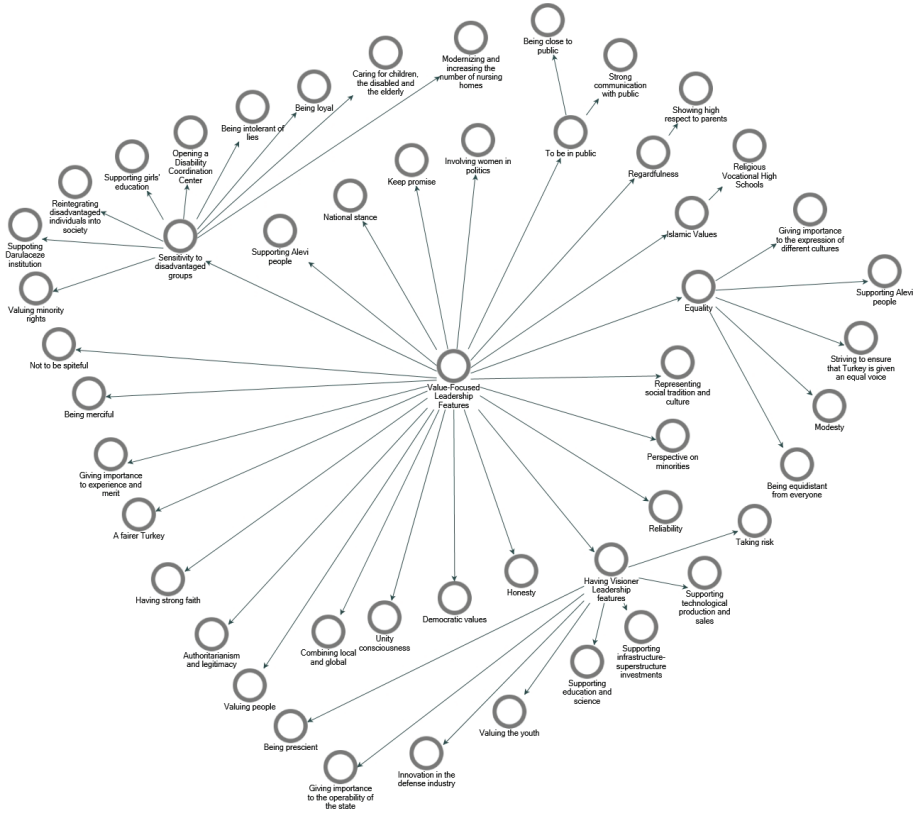 Being close to
public
Modernizing and
increasing the
number of nursing
homes
Strong
communication
with public
Caring for children,
the disabled and
the elderly
Being loyal
Showing high
respect to parents
Being intolerant of
lies
Opening a
Disability
Coordination
Center
To be in public
Involving women in
politics
Regardfulness
Religious
Vocational High
Schools
Supporting girls'
education
Keep promise
Reintegrating
disadvantaged
individuals into
society
National stance
Islamic Values
Giving importance
to the expression of
different cultures
Suppoting
Darulaceze
institution
Sensitivity to
disadvantaged
groups
Supporting Alevi
people
Valuing minority
rights
Equality
Supporting Alevi
people
Not to be spiteful
Striving to ensure
that Turkey is given
an equal voice
Value-Focused
Leadership
Features
Representing
social tradition and
culture
Being merciful
Modesty
Perspective on
minorities
Giving importance
to experience and
merit
Being equidistant
from everyone
A fairer Turkey
Reliability
Taking risk
Having strong faith
Honesty
Having Visioner
Leadership
features
Supporting
technological
production and
sales
Democratic values
Unity
consciousness
Combining local
and global
Authoritarianism
and legitimacy
Supporting
infrastructure-
superstructure
investments
Supporting
education and
science
Valuing people
Valuing the youth
Being prescient
Innovation in the
defense industry
Giving importance
to the operability of
the state